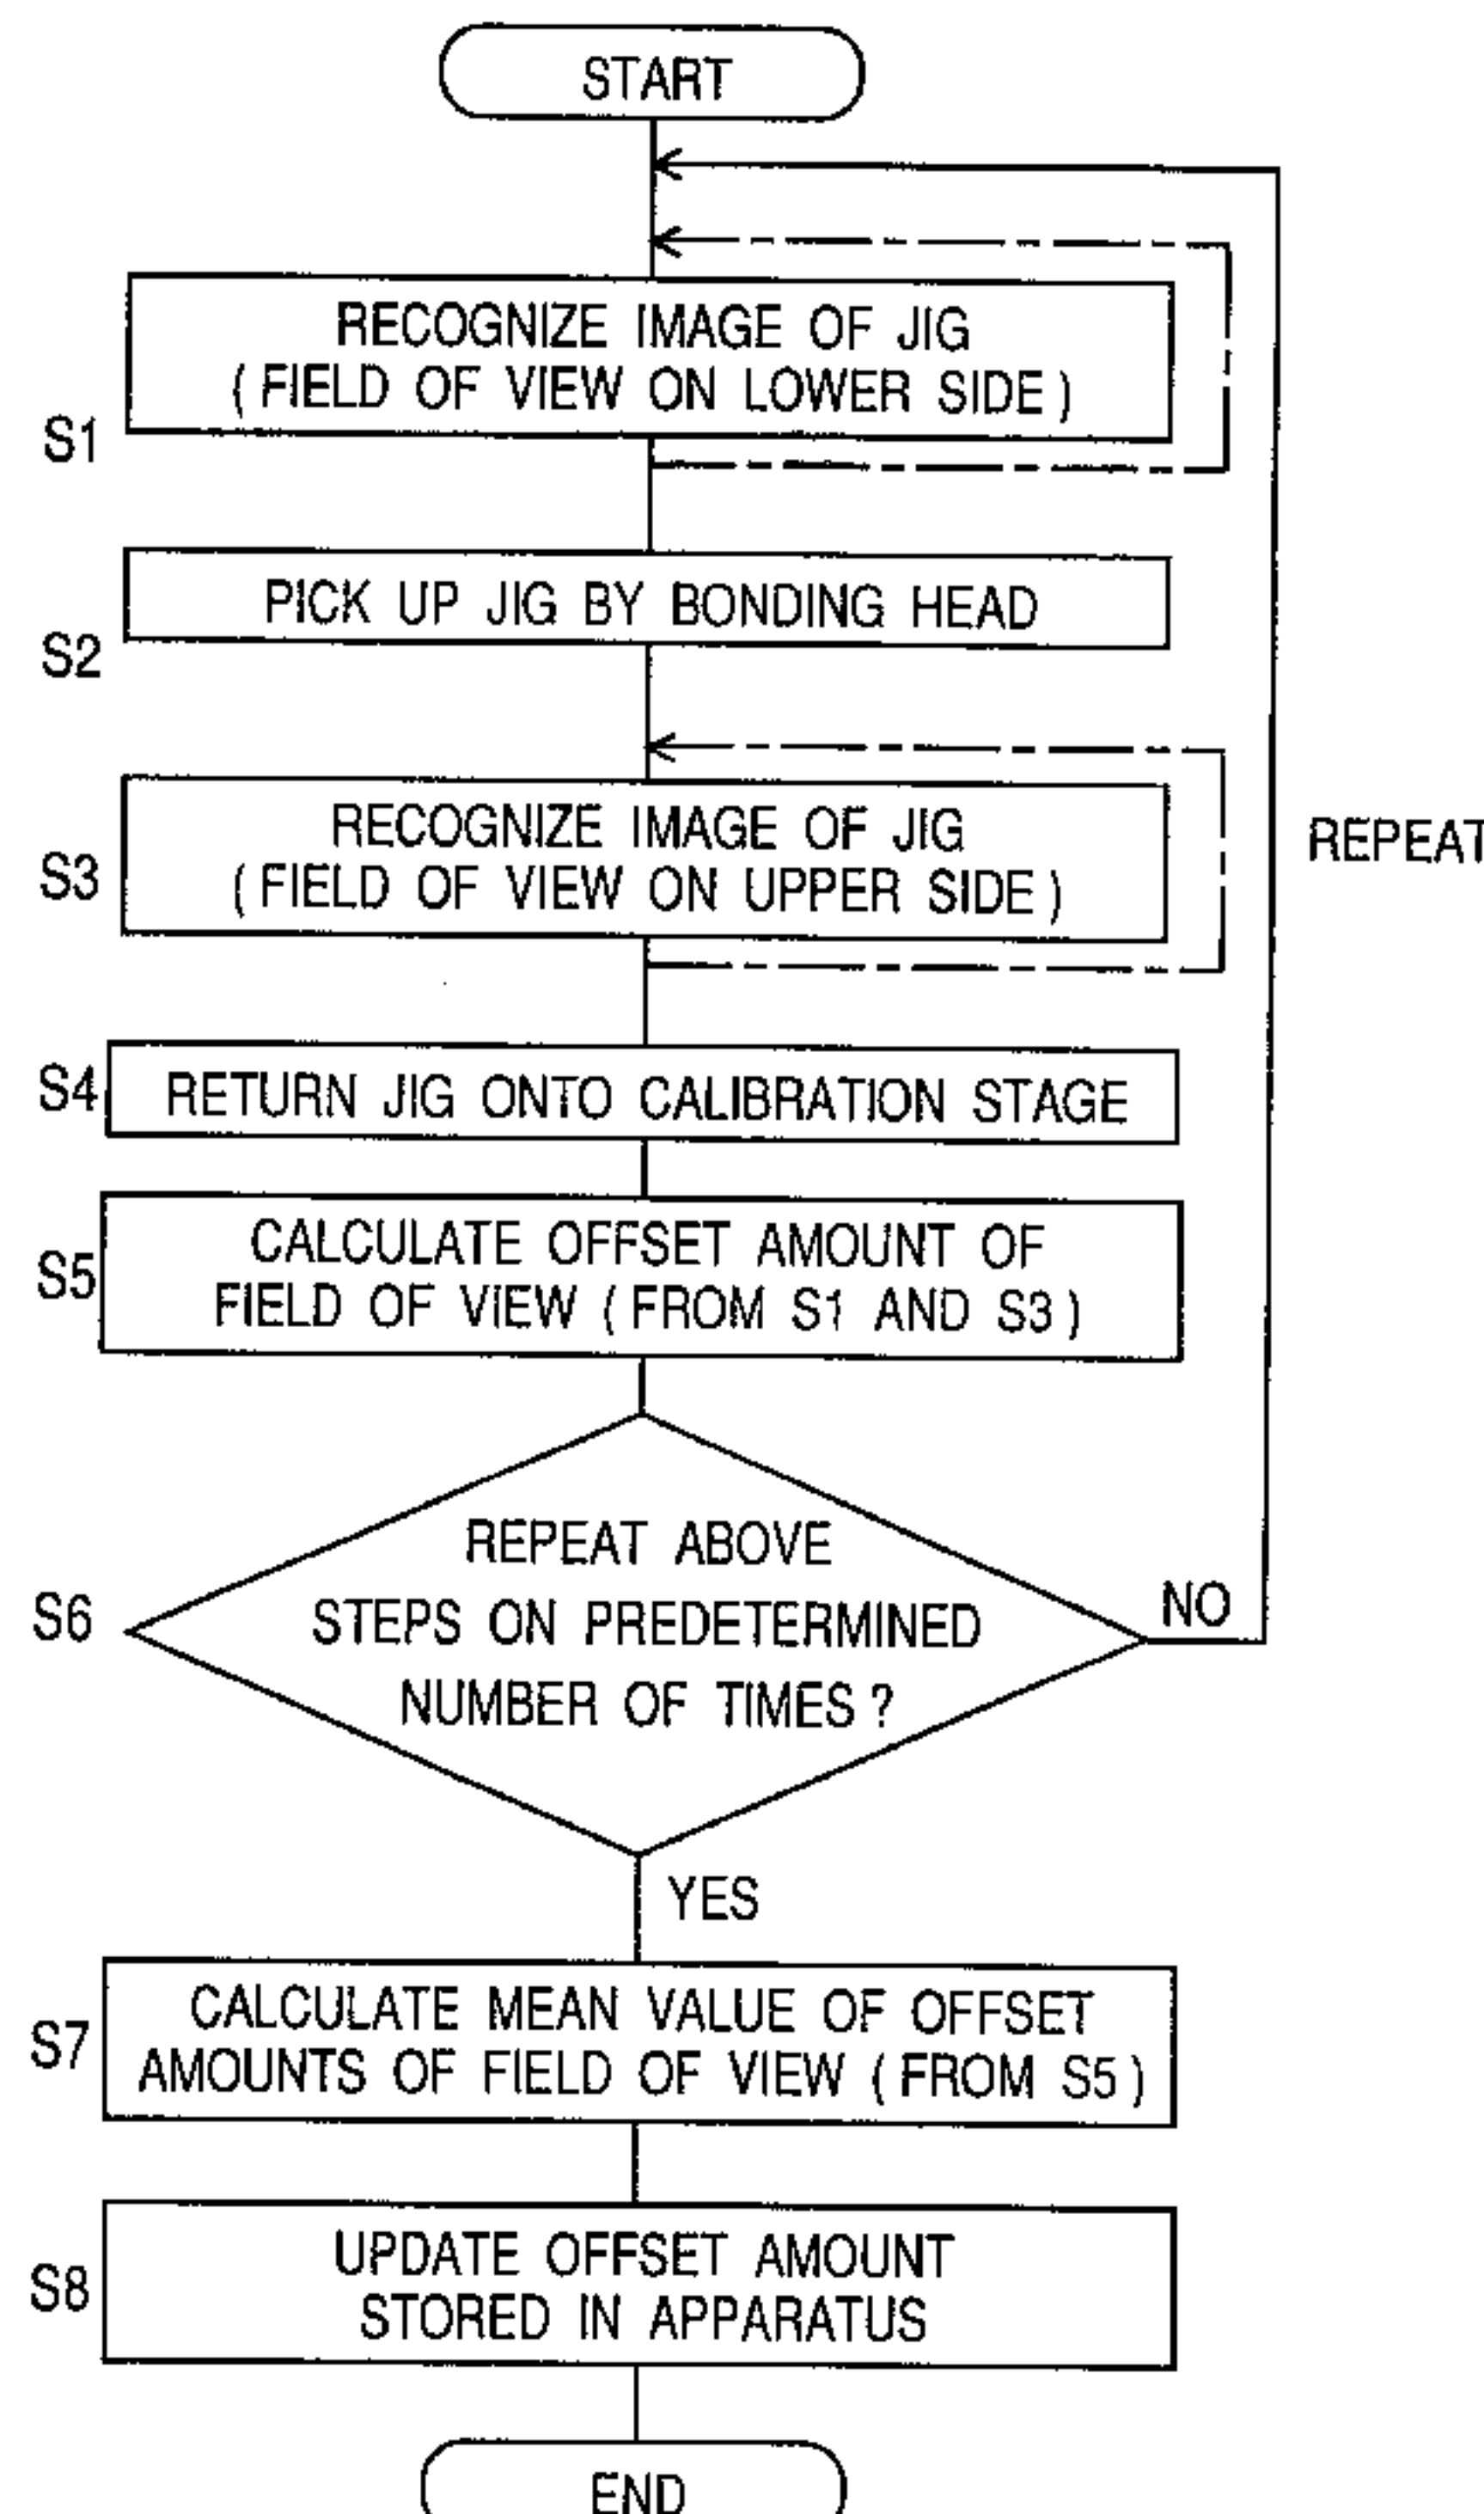 START
RECOGNIZE IMAGE OF JIG
( FIELD OF VIEW ON LOWER SIDE )
S1
PICK UP JIG BY BONDING HEAD
S2
RECOGNIZE IMAGE OF JIG
( FIELD OF VIEW ON UPPER SIDE )
S3
REPEAT
S4
RETURN JIG ONTO CALIBRATION STAGE
S5
CALCULATE OFFSET AMOUNT OF
FIELD OF VIEW ( FROM S1 AND S3 )
S6
REPEAT ABOVE
STEPS ON PREDETERMINED
NUMBER OF TIMES ?
NO
YES
S7
CALCULATE MEAN VALUE OF OFFSET
AMOUNTS OF FIELD OF VIEW ( FROM S5 )
S8
UPDATE OFFSET AMOUNT
STORED IN APPARATUS
END